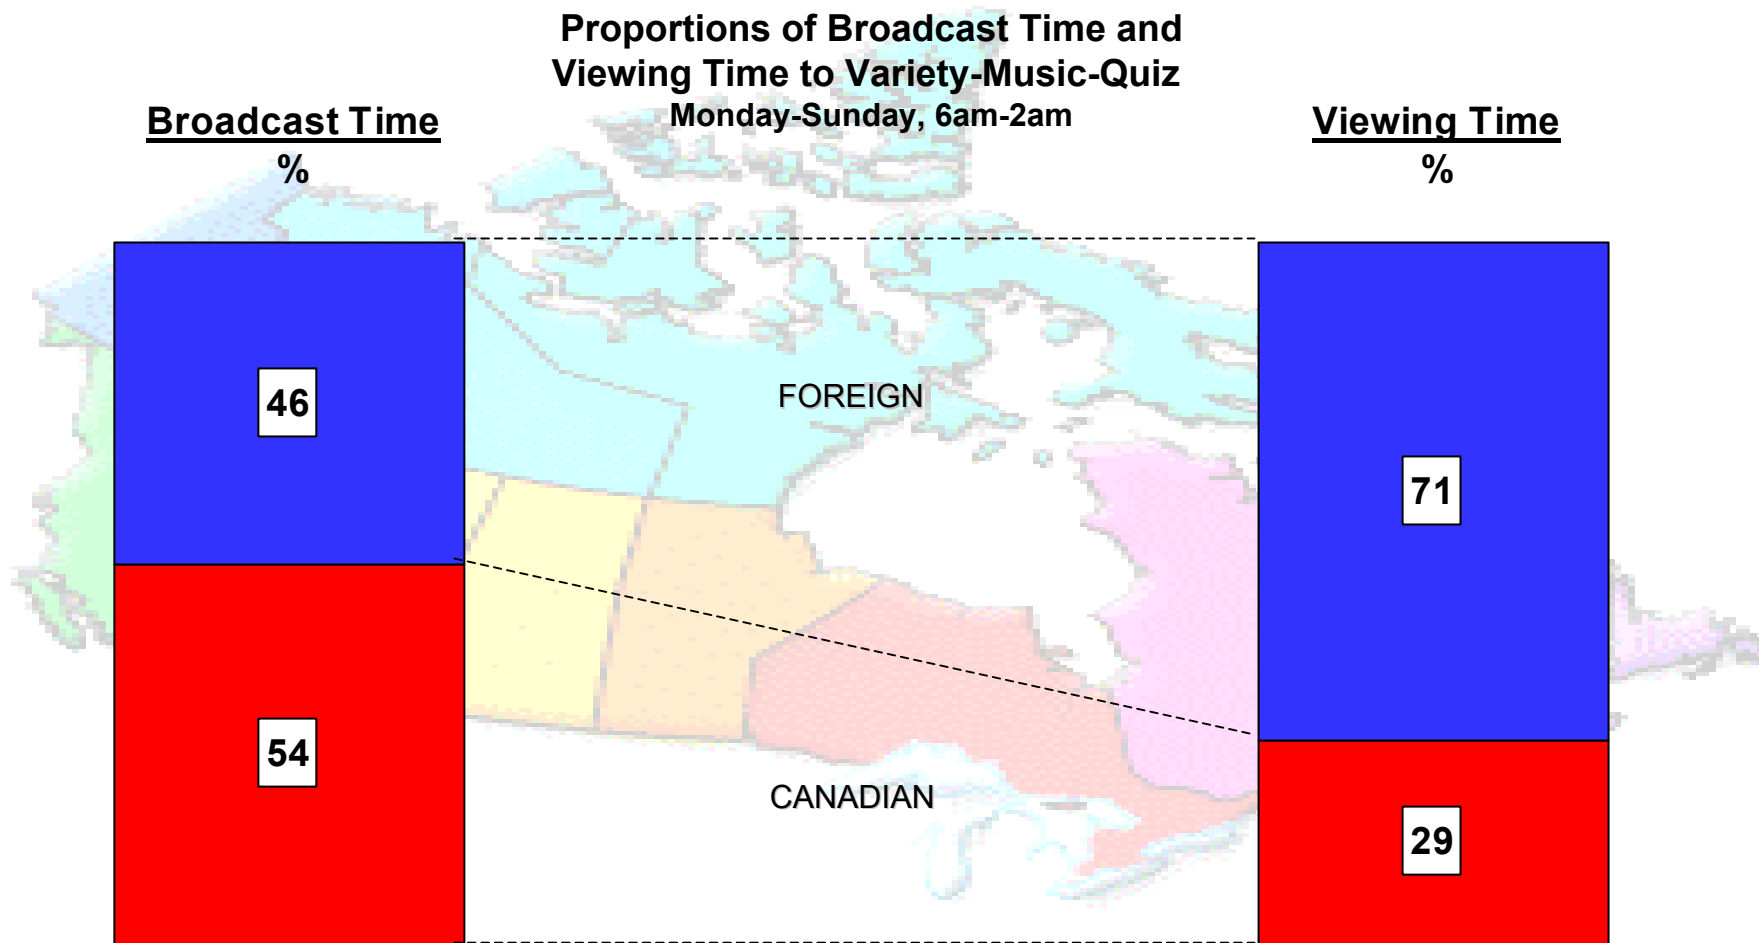 Proportions of Broadcast Time and
Viewing Time to Variety-Music-Quiz
Monday-Sunday, 6am-2am
Broadcast Time
%
Viewing Time
%
46
FOREIGN
71
54
CANADIAN
29